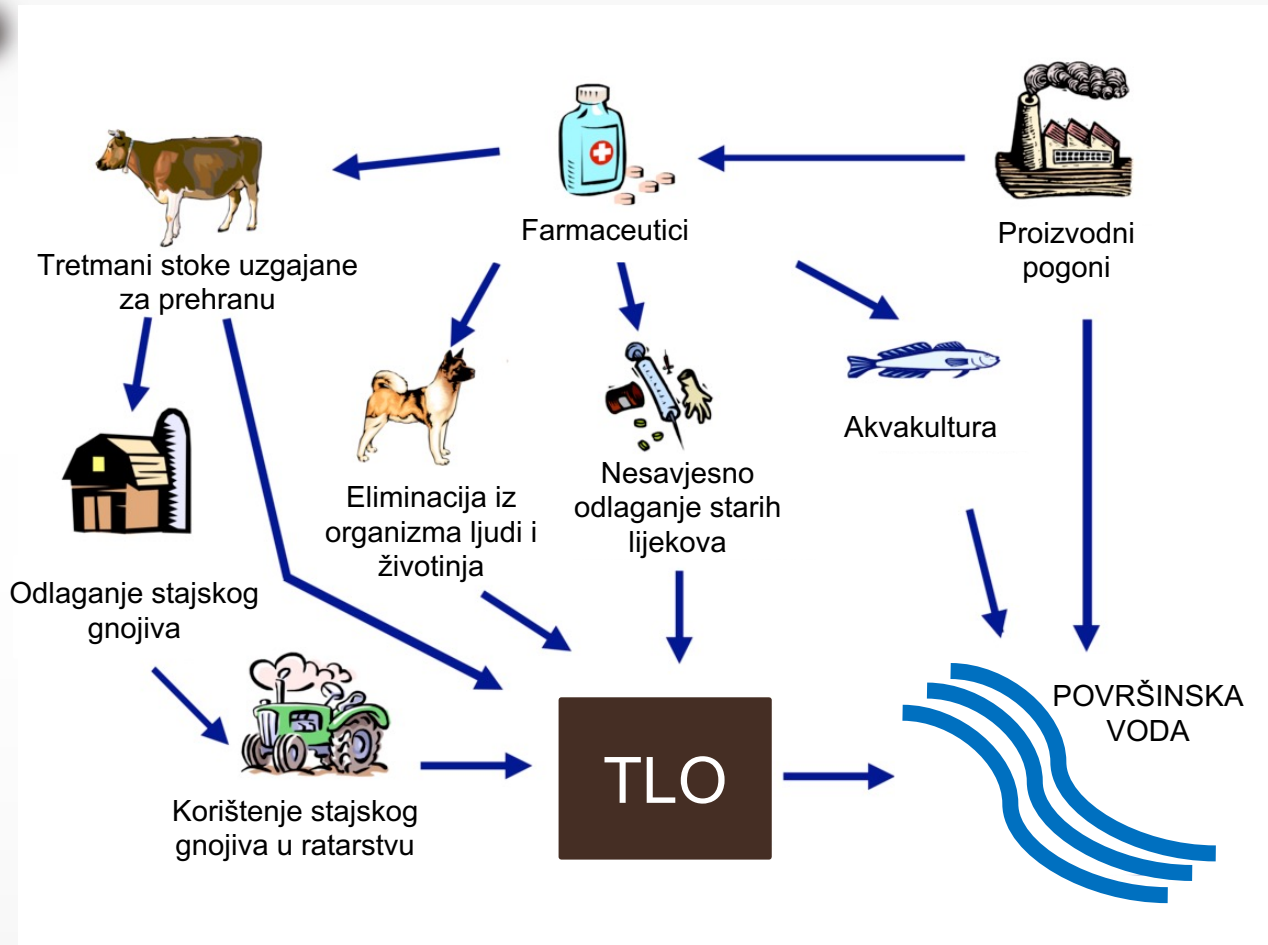 Farmaceutici
Proizvodni
pogoni
Tretmani stoke uzgajane
za prehranu
Akvakultura
Nesavjesno
odlaganje starih
lijekova
Eliminacija iz
organizma ljudi i
životinja
Odlaganje stajskog
gnojiva
POVRŠINSKA
VODA
TLO
Korištenje stajskog
gnojiva u ratarstvu